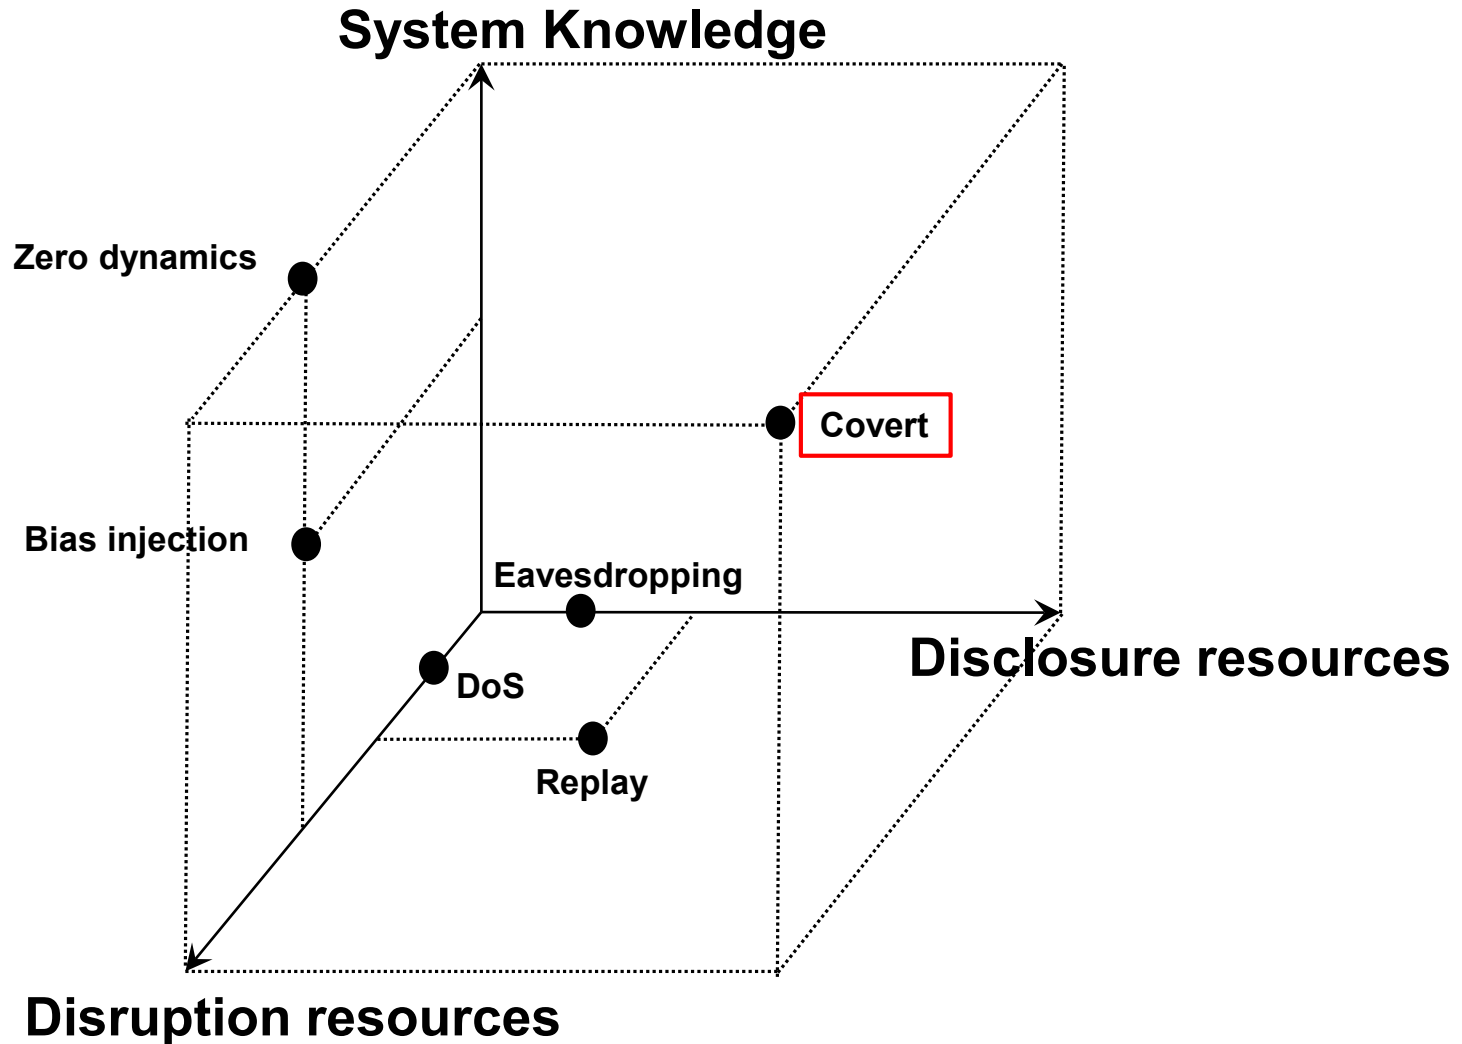 System Knowledge
Zero dynamics
Covert
Bias injection
Eavesdropping
Disclosure resources
DoS
Replay
Disruption resources